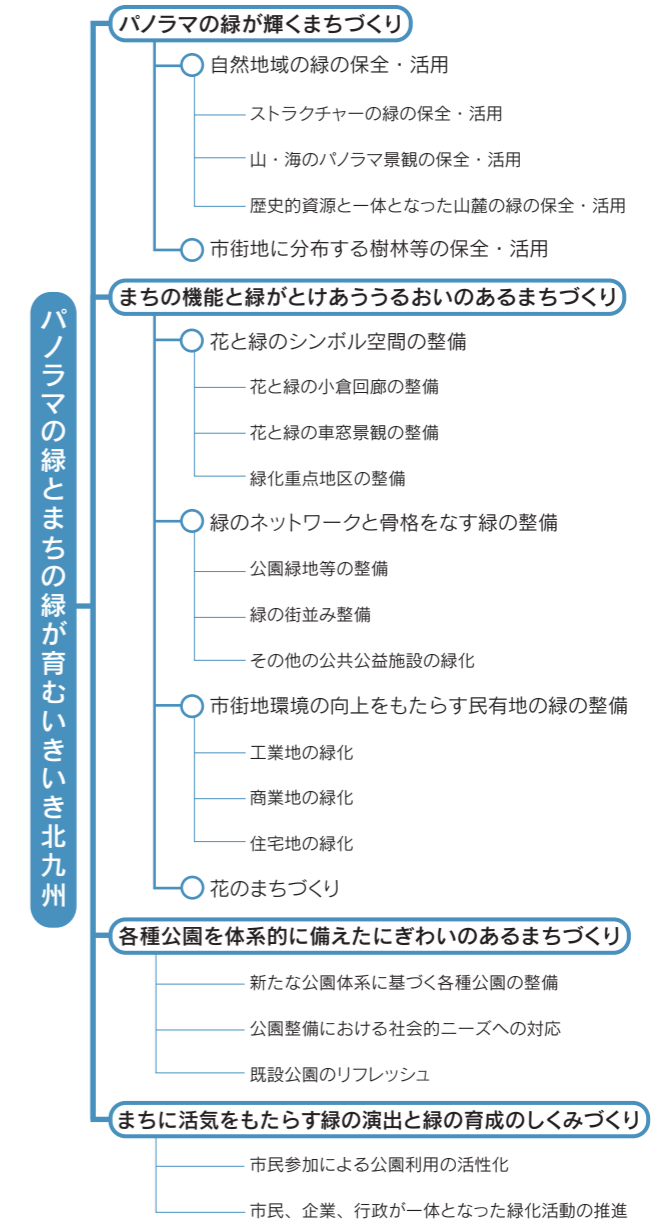 パノラマの緑とまちの緑が育むいきいき北九州
パノラマの緑が輝くまちづくり
自然地域の緑の保全・活用
ストラクチャーの緑の保全・活用
山・海のパノラマ景観の保全・活用
歴史的資源と一体となった山麓の緑の保全・活用
市街地に分布する樹林等の保全・活用
まちの機能と緑がとけあううるおいのあるまちづくり
花と緑のシンボル空間の整備
花と緑の小倉回廊の整備
花と緑の車窓景観の整備
緑化重点地区の整備
緑のネットワークと骨格をなす緑の整備
公園緑地等の整備
緑の街並み整備
その他の公共公益施設の緑化
市街地環境の向上をもたらす民有地の緑の整備
工業地の緑化
商業地の緑化
住宅地の緑化
花のまちづくり
各種公園を体系的に備えたにぎわいのあるまちづくり
新たな公園体系に基づく各種公園の整備
公園整備における社会的ニーズへの対応
既設公園のリフレッシュ
まちに活気をもたらす緑の演出と緑の育成のしくみづくり
市民参加による公園利用の活性化
市民、企業、行政が一体となった緑化活動の推進